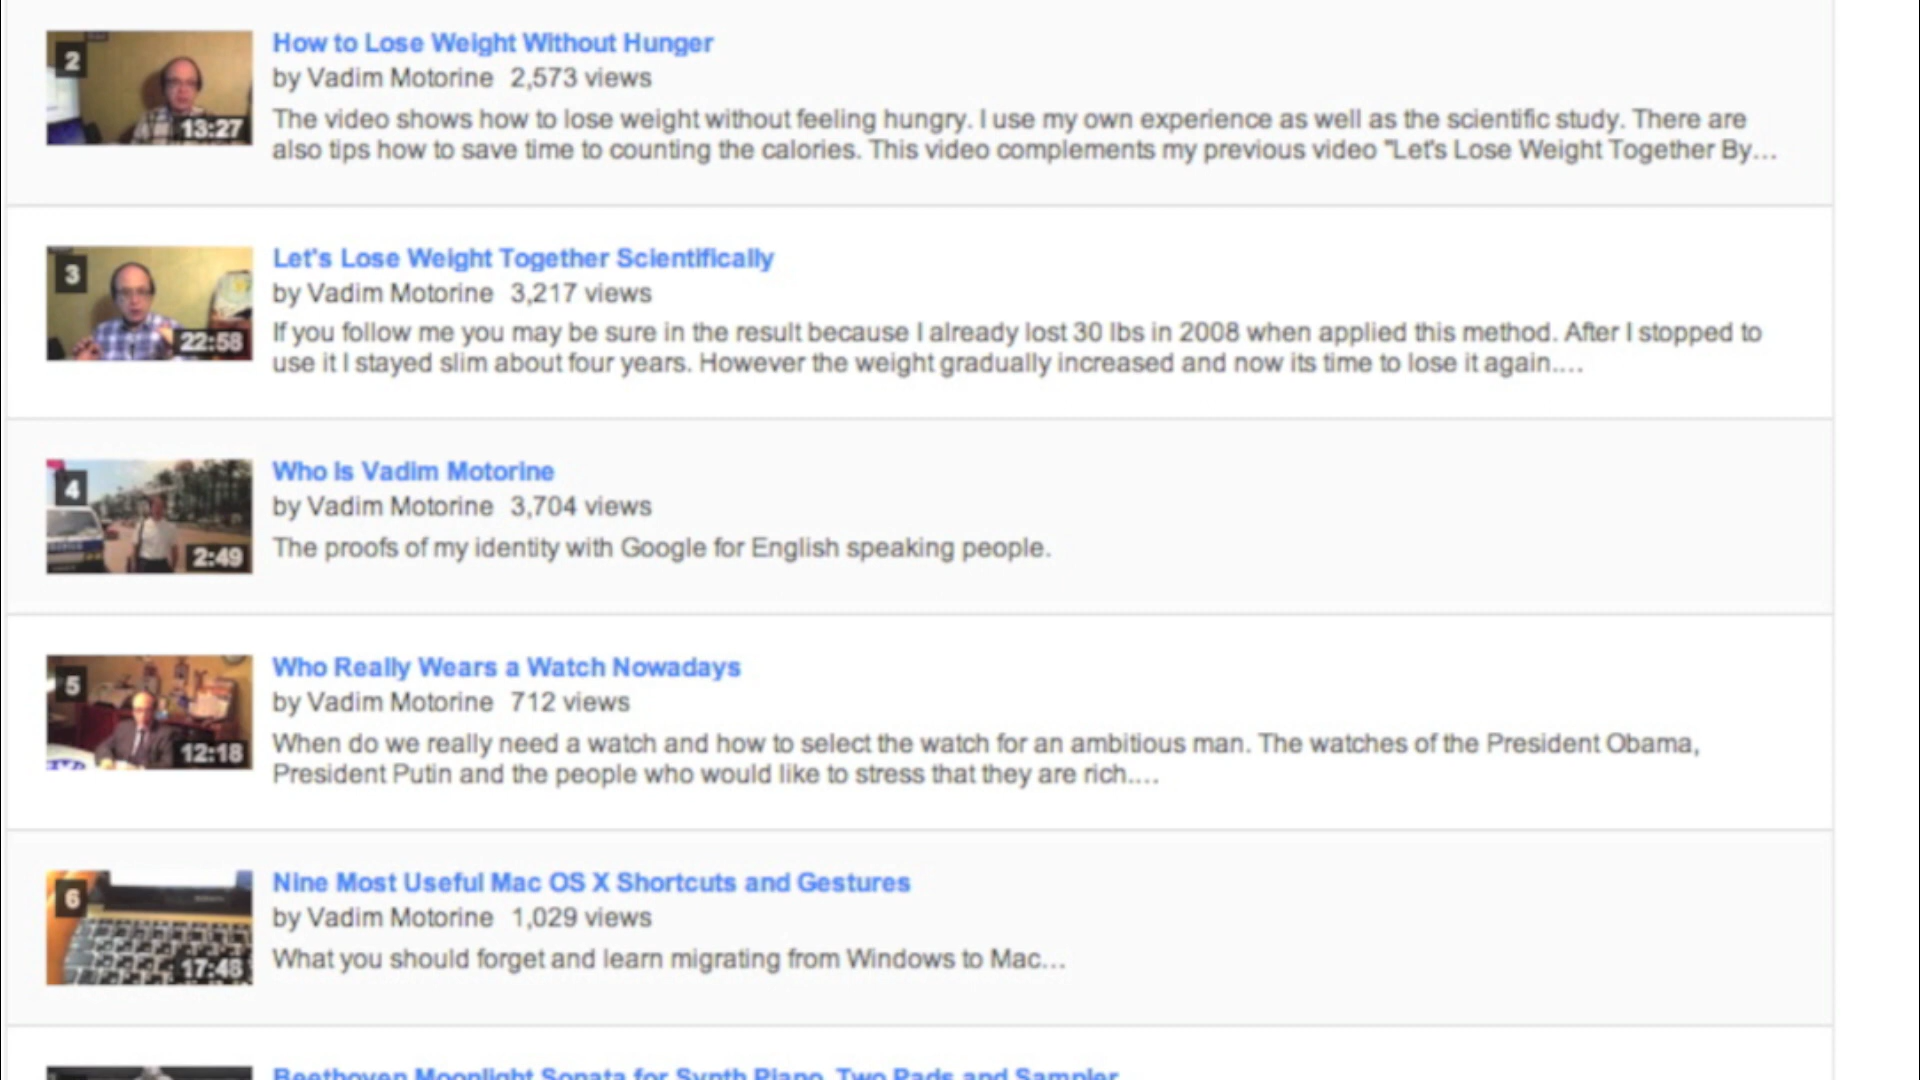 2
How to Lose Weight Without Hunger
by Vadim Motorine 2,573 views
13:27
The video shows how to lose weight without feeling hungry. I use my own experience as well as the scientific study. There are
also tips how to save time to counting the calories. This video complements my previous video "Let's Lose Weight Together By...
3
Let's Lose Weight Together Scientifically
by Vadim Motorine 3,217 views
22:58
If you follow me you may be sure in the result because I already lost 30 lbs in 2008 when applied this method. After I stopped to
use it I stayed slim about four years. However the weight gradually increased and now its time to lose it again....
4
Who Is Vadim Motorine
by Vadim Motorine 3,704 views
2:49
The proofs of my identity with Google for English speaking people.
5
Who Really Wears a Watch Nowadays
by Vadim Motorine 712 views
12:18
When do we really need a watch and how to select the watch for an ambitious man. The watches of the President Obama,
President Putin and the people who would like to stress that they are rich....
6
Nine Most Useful Mac OS X Shortcuts and Gestures
by Vadim Motorine 1,029 views
17:48
What you should forget and learn migrating from Windows to Mac...
Beethoven Moonlight Sonata for Synth Piano, Two Pads and Sampler